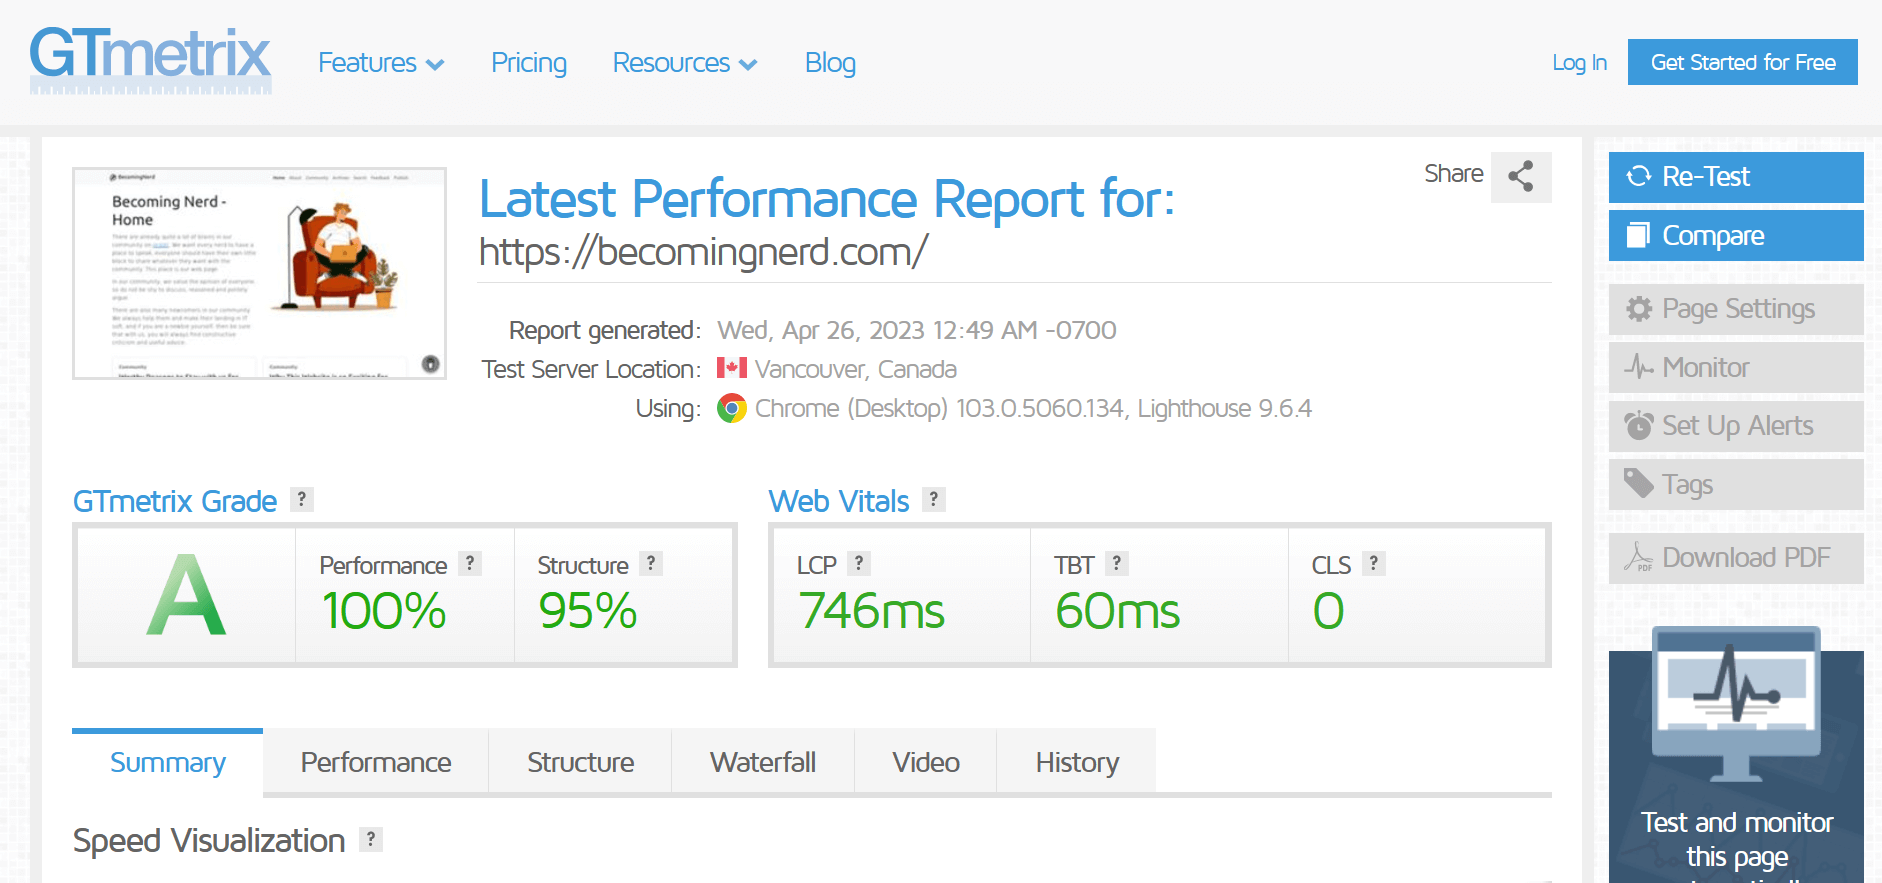 GTmetrix
Features
Pricing
Resources
Blog
Log In
Get Started for Free
BecomingNerd
Becoming Nerd -
Home
Share
Latest Performance Report for:
https://becomingnerd.com/
Report generated: Wed, Apr 26, 2023 12:49 AM -0700
Test Server Location: Vancouver, Canada
Using: Chrome (Desktop) 103.0.5060.134, Lighthouse 9.6.4
Re-Test
Compare
Page Settings
Monitor
Set Up Alerts
Tags
PDF Download PDF
GTmetrix Grade ?
A
Performance ?
100%
Structure ?
95%
Web Vitals ?
LCP ?
746ms
TBT ?
60ms
CLS ?
0
Summary
Performance
Structure
Waterfall
Video
History
Speed Visualization ?
Test and monitor
this page